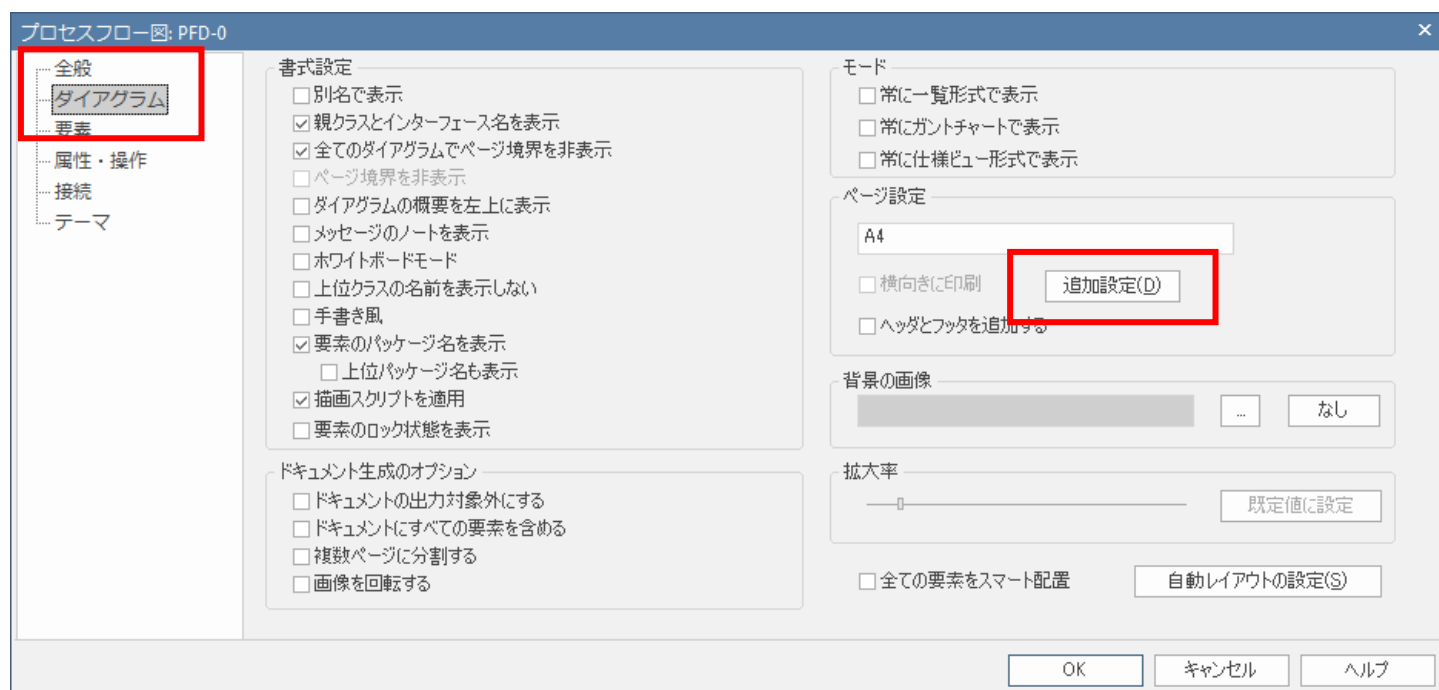 プロセスフロー図: PFD-0
全般
ダイアグラム
要素
属性・操作
接続
テーマ
書式設定
別名で表示
親クラスとインターフェース名を表示
全てのダイアグラムでページ境界を非表示
ページ境界を非表示
ダイアグラムの概要を左上に表示
メッセージのノートを表示
ホワイトボードモード
上位クラスの名前を表示しない
手書き風
要素のパッケージ名を表示
上位パッケージ名も表示
描画スクリプトを適用
要素のロック状態を表示
ドキュメント生成のオプション
ドキュメントの出力対象外にする
ドキュメントにすべての要素を含める
複数ページに分割する
画像を回転する
モード
常に一覧形式で表示
常にガントチャートで表示
常に仕様ビュー形式で表示
ページ設定
A4
横向きに印刷
追加設定(D)
ヘッダとフッタを追加する
背景の画像
...
なし
拡大率
既定値に設定
全ての要素をスマート配置
自動レイアウトの設定(S)
OK
キャンセル
ヘルプ